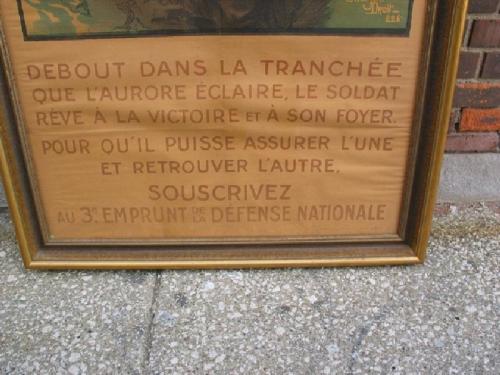 Droit
DEBOUT DANS LA TRANCHÉE
QUE L'AURORE ÉCLAIRE, LE SOLDAT
RÊVE À LA VICTOIRE ET À SON FOYER.
POUR QU'IL PUISSE ASSURER L'UNE
ET RETROUVER L'AUTRE,
SOUSCRIVEZ
AU 3E EMPRUNT DE LA DÉFENSE NATIONALE